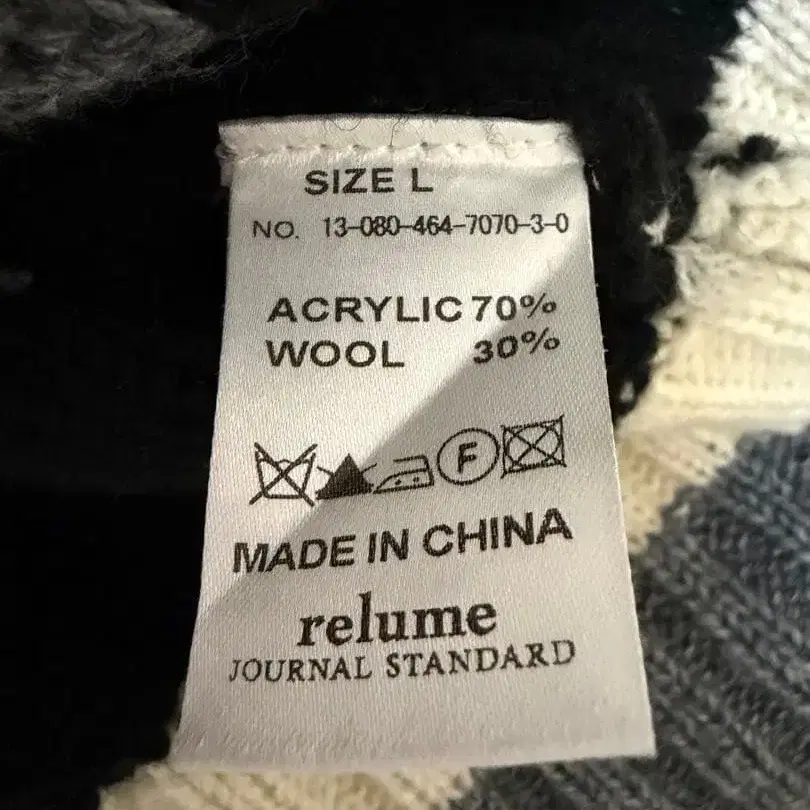 SIZE L
NO. 13-080-464-7070-3-0
ACRYLIC 70%
WOOL 30%
F
MADE IN CHINA
relume
JOURNAL STANDARD